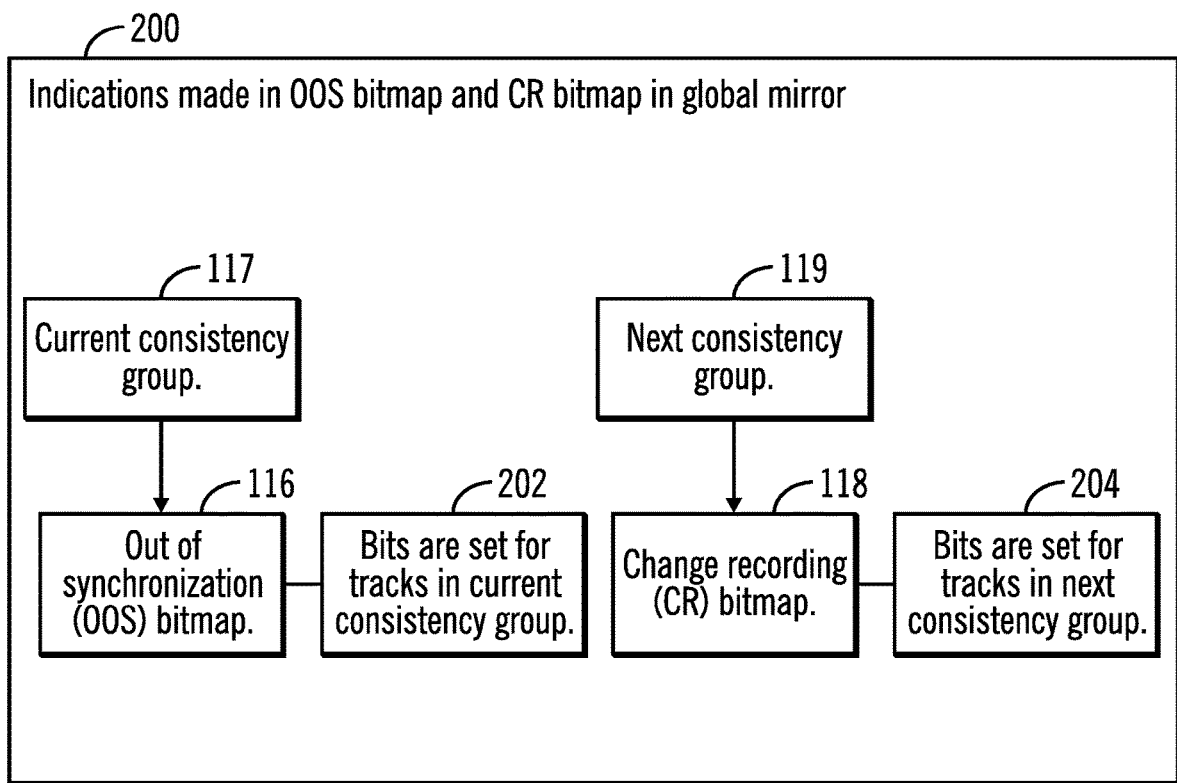 200
Indications made in OOS bitmap and CR bitmap in global mirror
117
Current consistency
group.
119
Next consistency
group.
116
Out of
synchronization
(OOS) bitmap.
202
Bits are set for
tracks in current
consistency group.
118
Change recording
(CR) bitmap.
204
Bits are set for
tracks in next
consistency group.